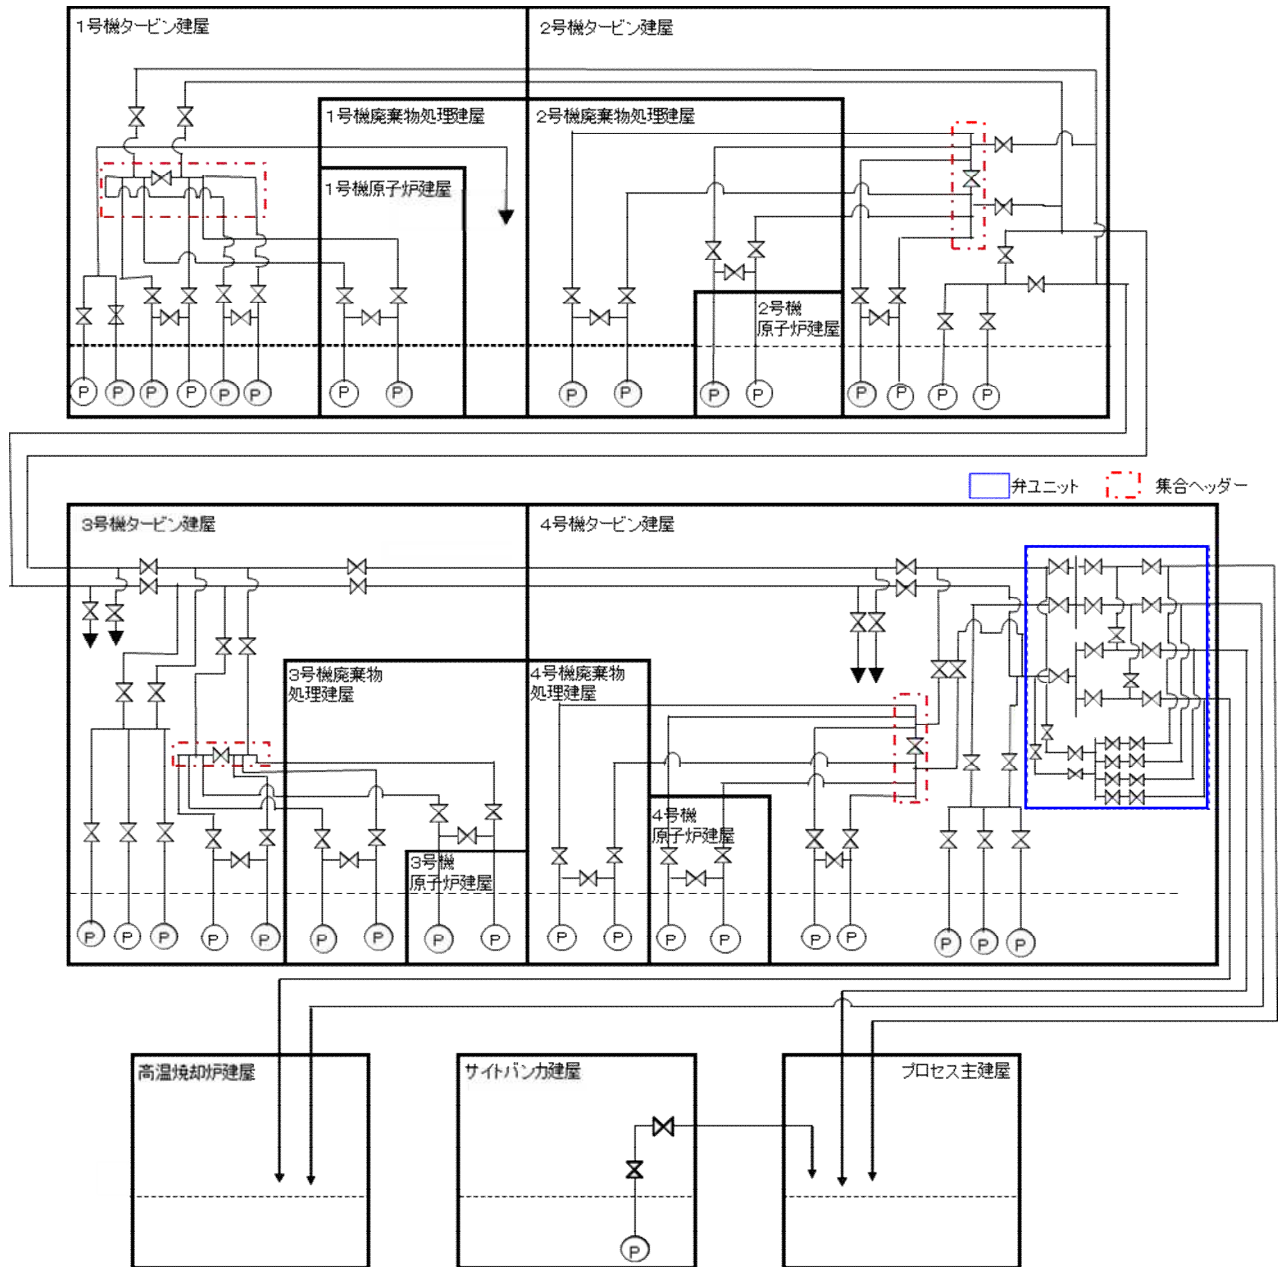 1号機タービン建屋
2号機タービン建屋
1号機廃棄物処理建屋
2号機廃棄物処理建屋
1号機原子炉建屋
2号機
原子炉建屋
P P P P P P P P P P P P P P P P
弁ユニット
集合ヘッダー
3号機タービン建屋
4号機タービン建屋
3号機廃棄物
処理建屋
4号機廃棄物
処理建屋
4号機
原子炉建屋
3号機
原子炉建屋
P P P P P P P P P P P P P P P P P P
高温焼却炉建屋
サイトバンカ建屋
プロセス主建屋
P